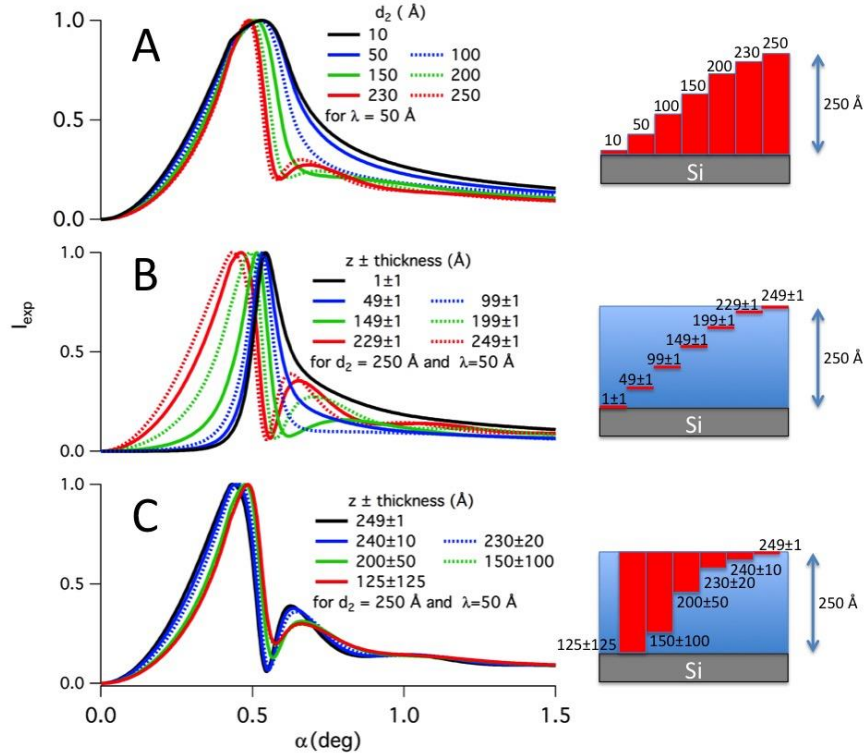 A
1.0
0.5
0.0
d₂ ( Å)
10
50 100
150 200
230 250
for λ = 50 Å
10
50
100
150
200
230
250
Si
250 Å
B
1.0
0.5
0.0
z ± thickness (Å)
1±1
49±1 99±1
149±1 199±1
229±1 249±1
for d₂ = 250 Å and λ=50 Å
1±1
49±1
99±1
149±1
199±1
229±1
249±1
Si
250 Å
Iexp
C
1.0
0.5
0.0
z ± thickness (Å)
249±1
240±10 230±20
200±50 150±100
125±125
for d₂ = 250 Å and λ=50 Å
249±1
240±10
230±20
200±50
150±100
125±125
Si
250 Å
0.0 0.5 1.0 1.5
α(deg)